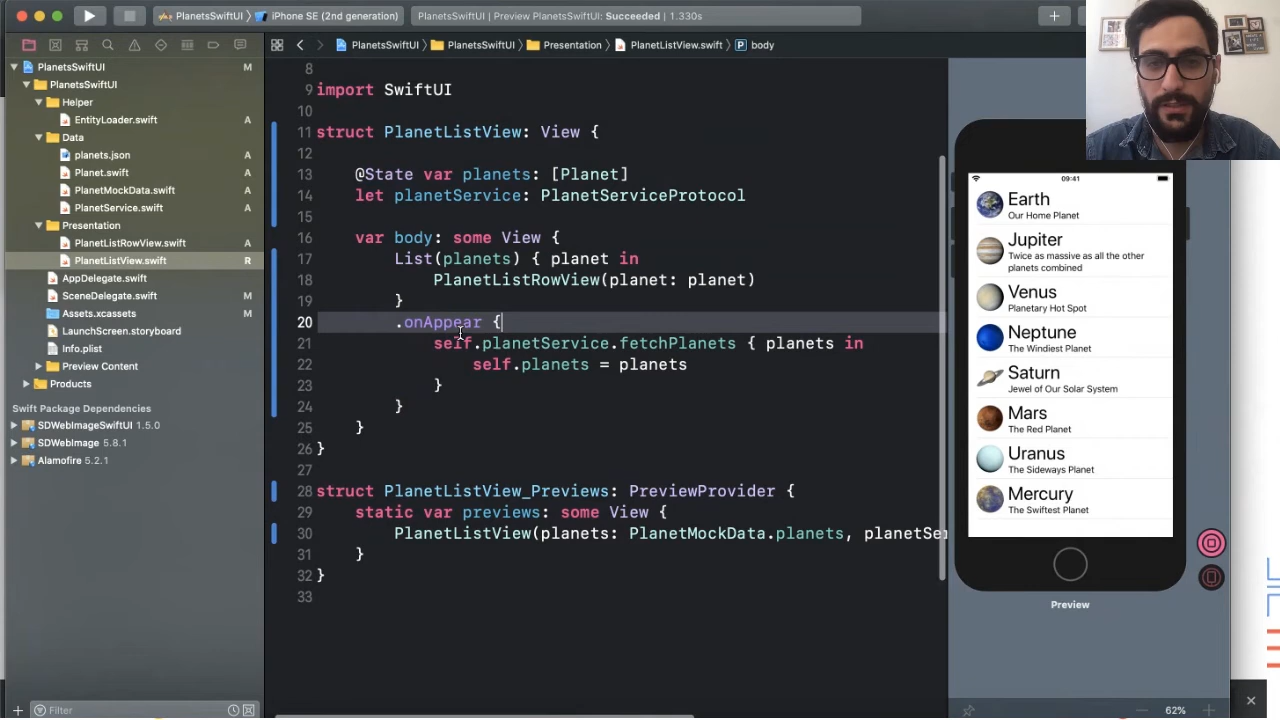 PlanetsSwiftUI
iPhone SE (2nd generation)
PlanetsSwiftUI | Preview PlanetsSwiftUI: Succeeded | 1.330s
PlanetsSwiftUI
PlanetsSwiftUI
Presentation
PlanetListView.swift
P body
PlanetsSwiftUI M
PlanetsSwiftUI
Helper
EntityLoader.swift A
Data
planets.json A
Planet.swift A
PlanetMockData.swift A
PlanetService.swift A
Presentation
PlanetListRowView.swift A
PlanetListView.swift R
AppDelegate.swift
SceneDelegate.swift M
Assets.xcassets M
LaunchScreen.storyboard
Info.plist
Preview Content
Products
Swift Package Dependencies
SDWebImageSwiftUI 1.5.0
SDWebImage 5.8.1
Alamofire 5.2.1
Filter
8
9 import SwiftUI
10
11 struct PlanetListView: View {
12
13 @State var planets: [Planet]
14 let planetService: PlanetServiceProtocol
15
16 var body: some View {
17 List(planets) { planet in
18 PlanetListRowView(planet: planet)
19 }
20 .onAppear {
21 self.planetService.fetchPlanets { planets in
22 self.planets = planets
23 }
24 }
25 }
26 }
27
28 struct PlanetListView_Previews: PreviewProvider {
29 static var previews: some View {
30 PlanetListView(planets: PlanetMockData.planets, planetSer
31 }
32 }
33
09:41
Earth
Our Home Planet
Jupiter
Twice as massive as all the other
planets combined
Venus
Planetary Hot Spot
Neptune
The Windiest Planet
Saturn
Jewel of Our Solar System
Mars
The Red Planet
Uranus
The Sideways Planet
Mercury
The Swiftest Planet
Preview
62%